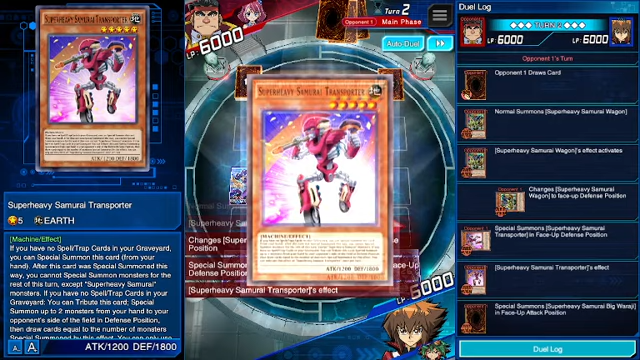 Superheavy Samurai Transporter
ATK/1200 DEF/1800
Superheavy Samurai Transporter
5 EARTH
[Machine/Effect]
If you have no Spell/Trap Cards in your Graveyard,
you can Special Summon this card (from your
hand). After this card was Special Summoned this
way, you cannot Special Summon monsters for the
rest of this turn, except "Superheavy Samurai"
monsters. If you have no Spell/Trap Cards in your
Graveyard: You can Tribute this card; Special
Summon up to 2 monsters from your hand to your
opponent's side of the field in Defense Position,
then draw cards equal to the number of monsters
A A ATK/1200 DEF/1800
LP: 6000
Turn 2
Opponent 1 Main Phase
Auto-Duel
Superheavy Samurai Transporter
[MACHINE/EFFECT]
ATK/1200 DEF/1800
Changes [Superheavy
Position
Special Summons
Defense Position
[Superheavy Samurai Transporter]'s effect
LP: 6000
Duel Log
TURN 2
LP: 6000 LP: 6000
Opponent 1's Turn
Opponent 1 Draws Card
Normal Summons [Superheavy Samurai Wagon]
[Superheavy Samurai Wagon]'s effect activates
Changes [Superheavy Samurai
Wagon] to face-up Defense Position
Special Summons [Superheavy Samurai
Transporter] in Face-Up Defense Position
[Superheavy Samurai Transporter]'s effect
Special Summons [Superheavy Samurai Big Waraji]
in Face-Up Attack Position
Duel Log